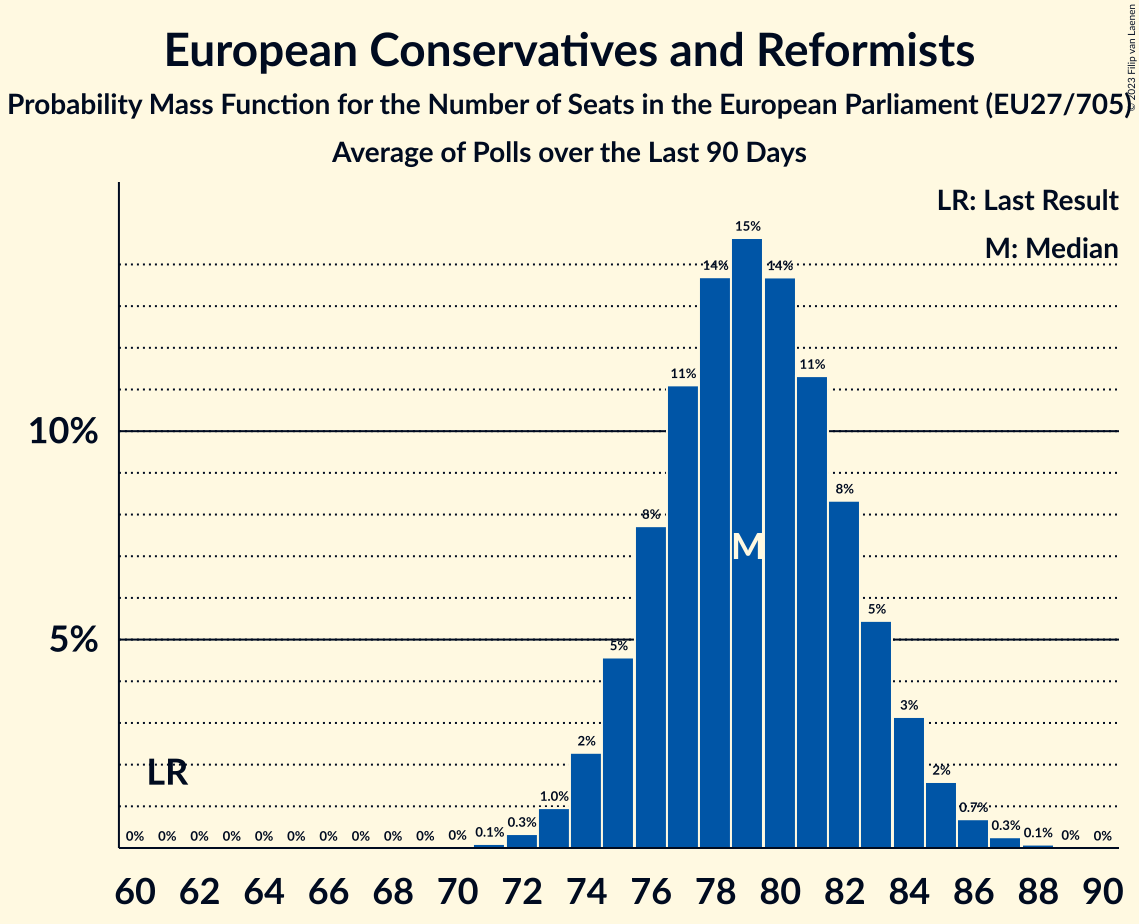 European Conservatives and Reformists
Probability Mass Function for the Number of Seats in the European Parliament (EU27/705)
Average of Polls over the Last 90 Days
© 2023 Filip van Laenen
LR: Last Result
M: Median
15%
14% 14%
11% 11%
10%
8% 8%
M
5%
5% 5%
3%
2% 2%
LR
1.0% 0.7%
0% 0% 0% 0% 0% 0% 0% 0% 0% 0% 0% 0.1% 0.3% 0.3% 0.1% 0% 0%
60 62 64 66 68 70 72 74 76 78 80 82 84 86 88 90